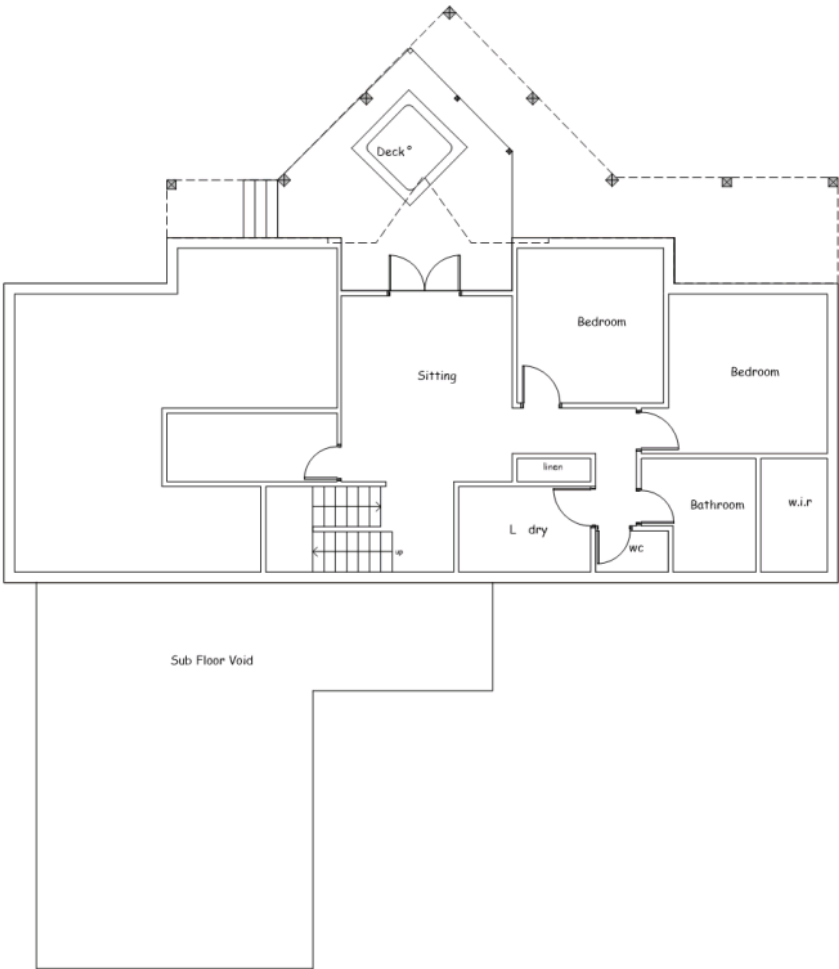 Deck
Bedroom
Sitting
Bedroom
linen
Bathroom
w.i.r
L dry
wc
up
Sub Floor Void